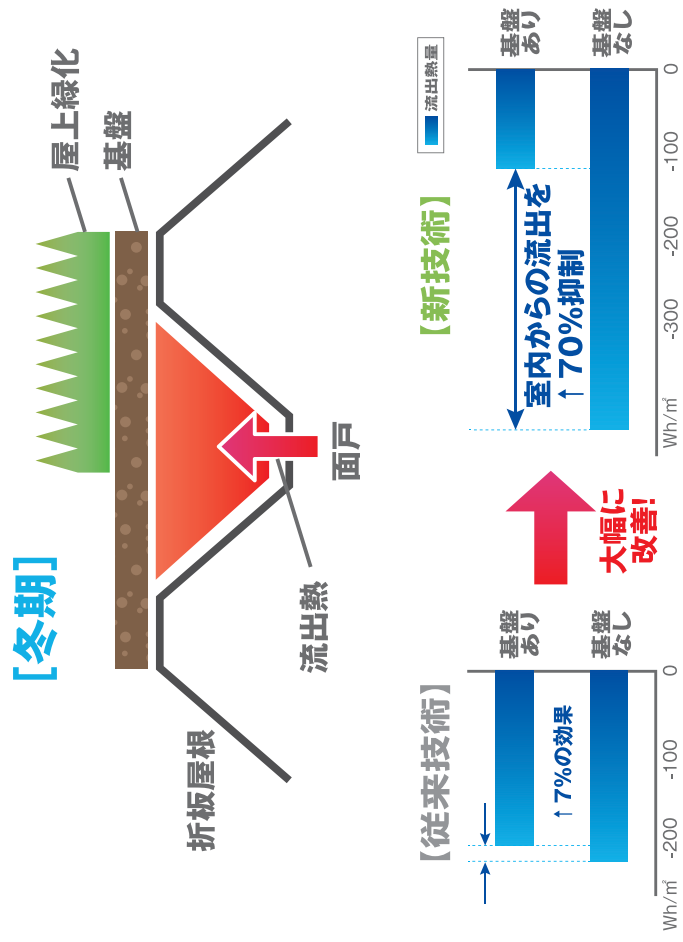 [冬期]
屋上緑化
基盤
折板屋根
流出熱
面戸
【従来技術】
基盤
あり
基盤
なし
↑7%の効果
0
-100
-200
Wh/㎡
大幅に
改善!
【新技術】
流出熱量
基盤
あり
基盤
なし
室内からの流出を
↑70%抑制
0
-100
-200
-300
Wh/㎡